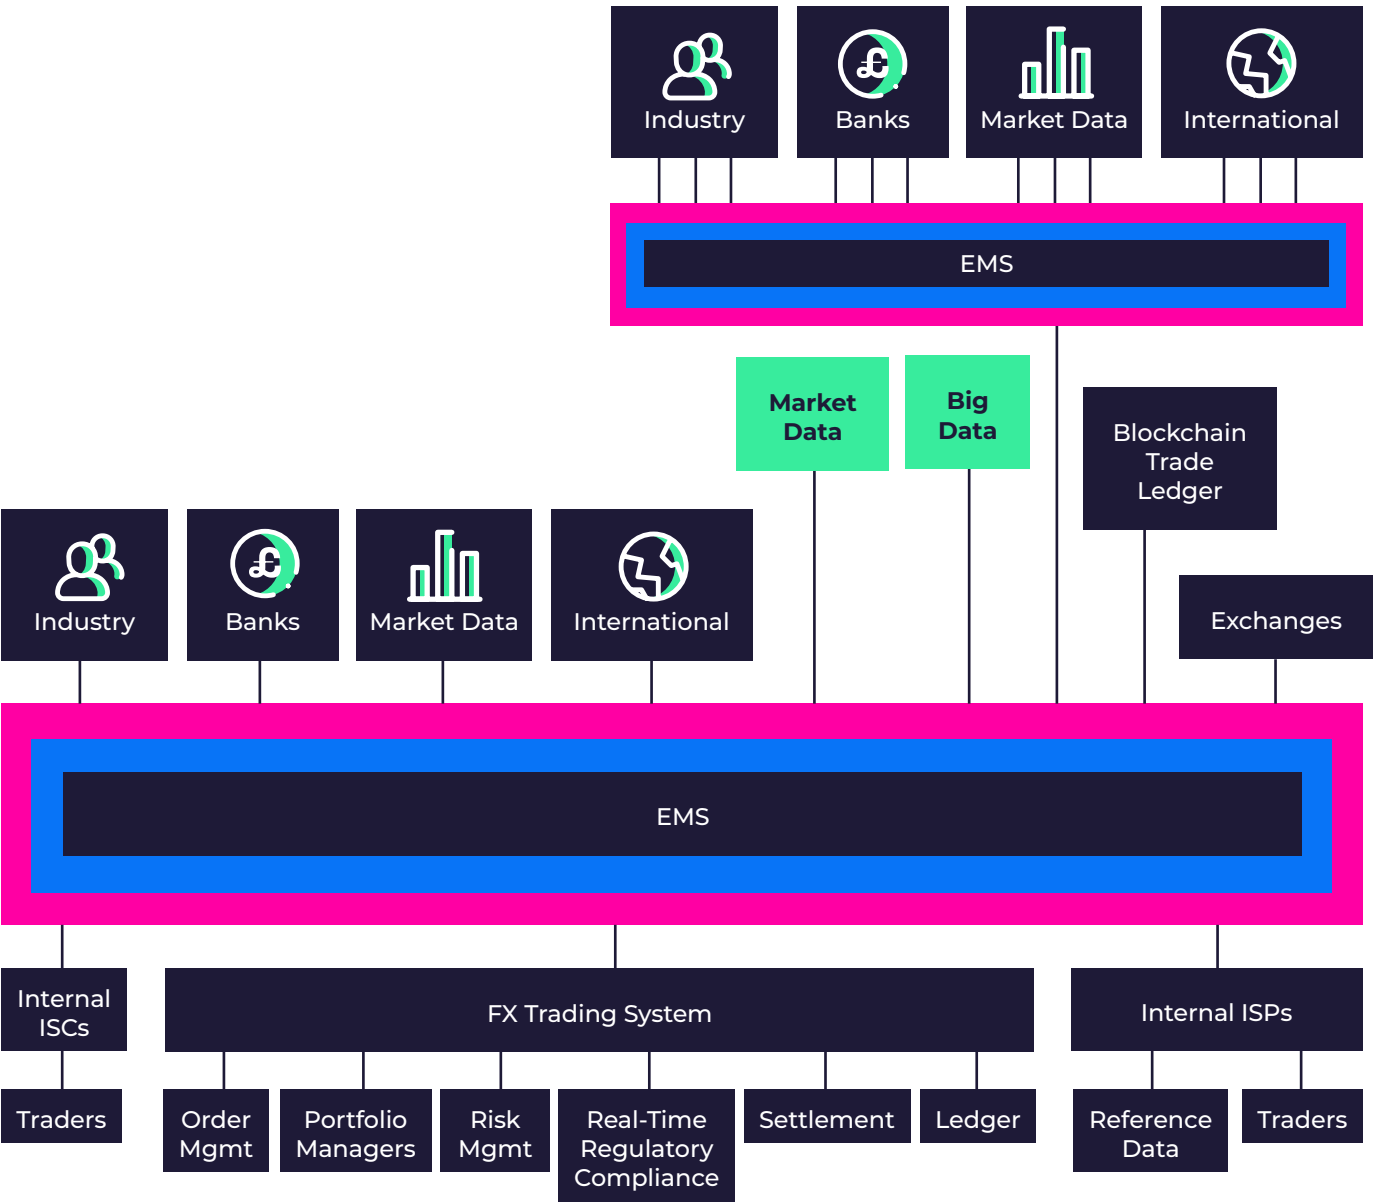 Industry
Banks
Market Data
International
EMS
Market
Data
Big
Data
Blockchain
Trade
Ledger
Industry
Banks
Market Data
International
Exchanges
EMS
Internal
ISCs
FX Trading System
Internal ISPs
Traders
Order
Mgmt
Portfolio
Managers
Risk
Mgmt
Real-Time
Regulatory
Compliance
Settlement
Ledger
Reference
Data
Traders